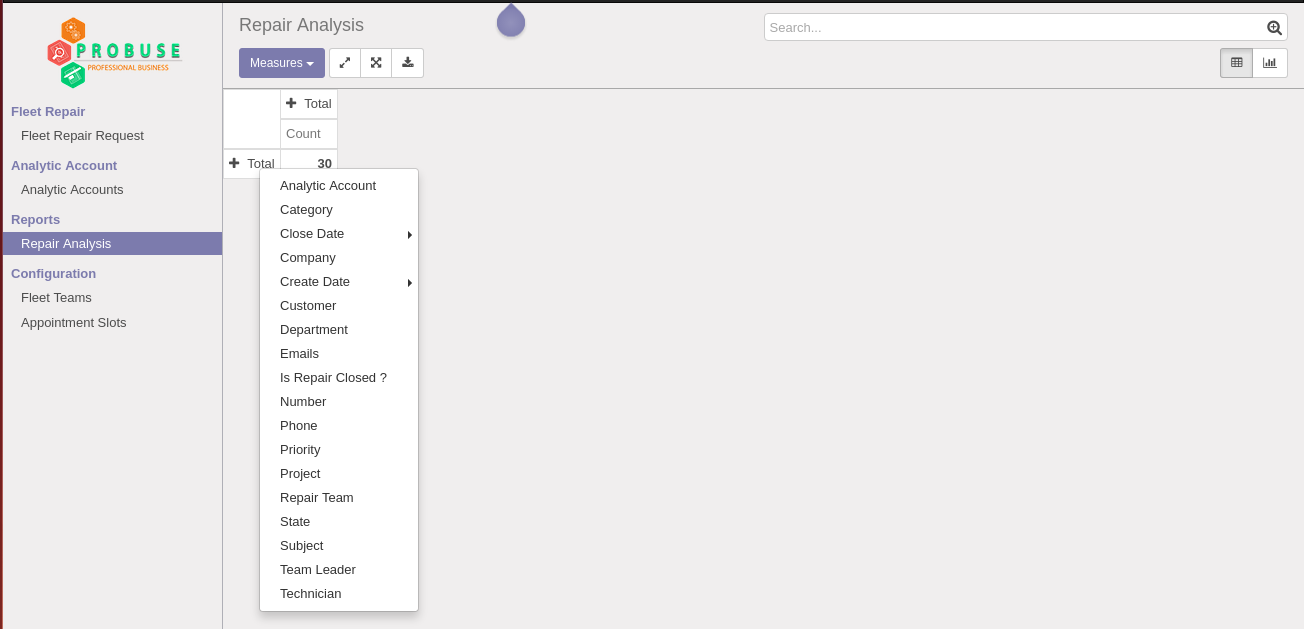 PROBUSE
PROFESSIONAL BUSINESS
Fleet Repair
Fleet Repair Request
Analytic Account
Analytic Accounts
Reports
Repair Analysis
Configuration
Fleet Teams
Appointment Slots
Repair Analysis
Search...
Measures
Total
Count
Total 30
Analytic Account
Category
Close Date
Company
Create Date
Customer
Department
Emails
Is Repair Closed ?
Number
Phone
Priority
Project
Repair Team
State
Subject
Team Leader
Technician